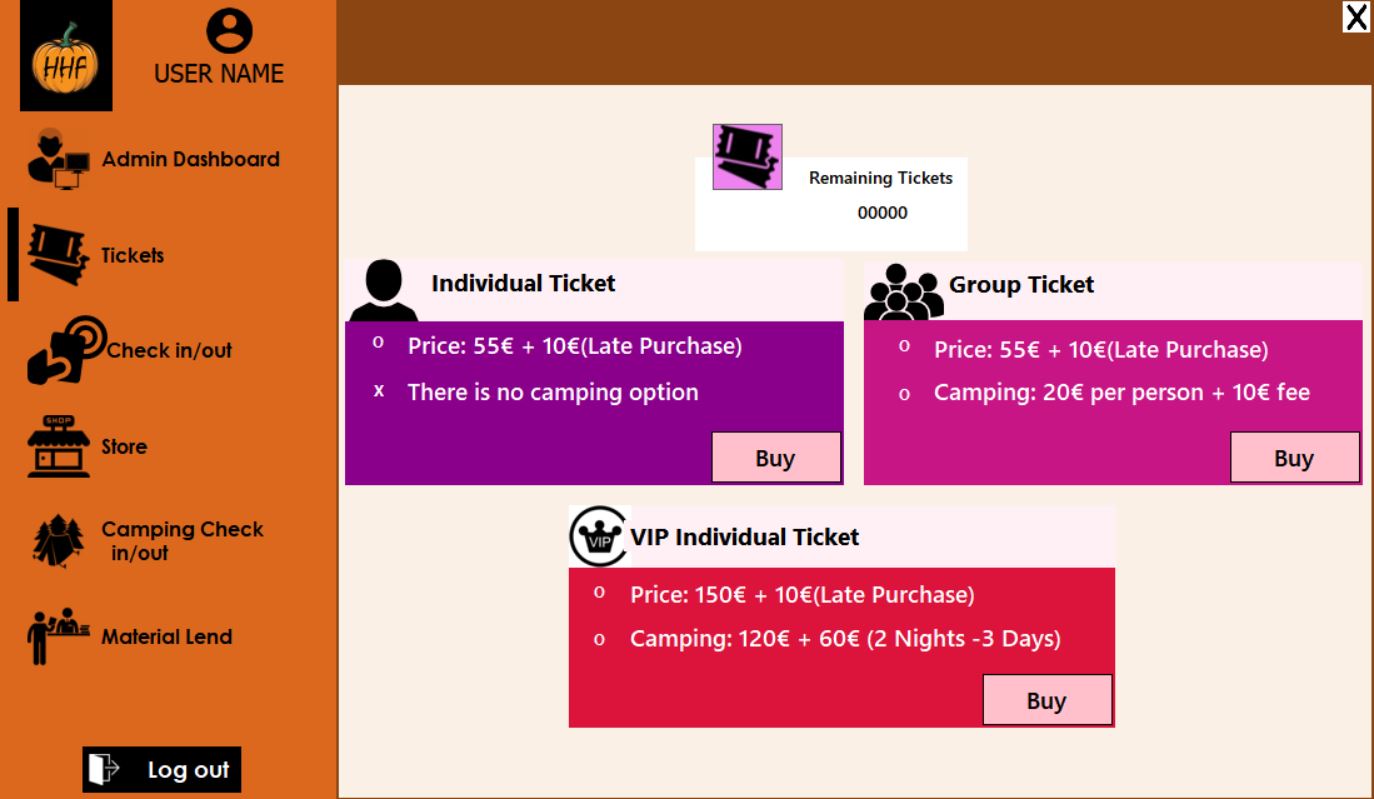 HHF
USER NAME
Admin Dashboard
Tickets
Check in/out
SHOP
Store
Camping Check
in/out
Material Lend
Log out
X
Remaining Tickets
00000
Individual Ticket
o Price: 55€ + 10€(Late Purchase)
x There is no camping option
Buy
Group Ticket
o Price: 55€ + 10€(Late Purchase)
o Camping: 20€ per person + 10€ fee
Buy
VIP
VIP Individual Ticket
o Price: 150€ + 10€(Late Purchase)
o Camping: 120€ + 60€ (2 Nights -3 Days)
Buy